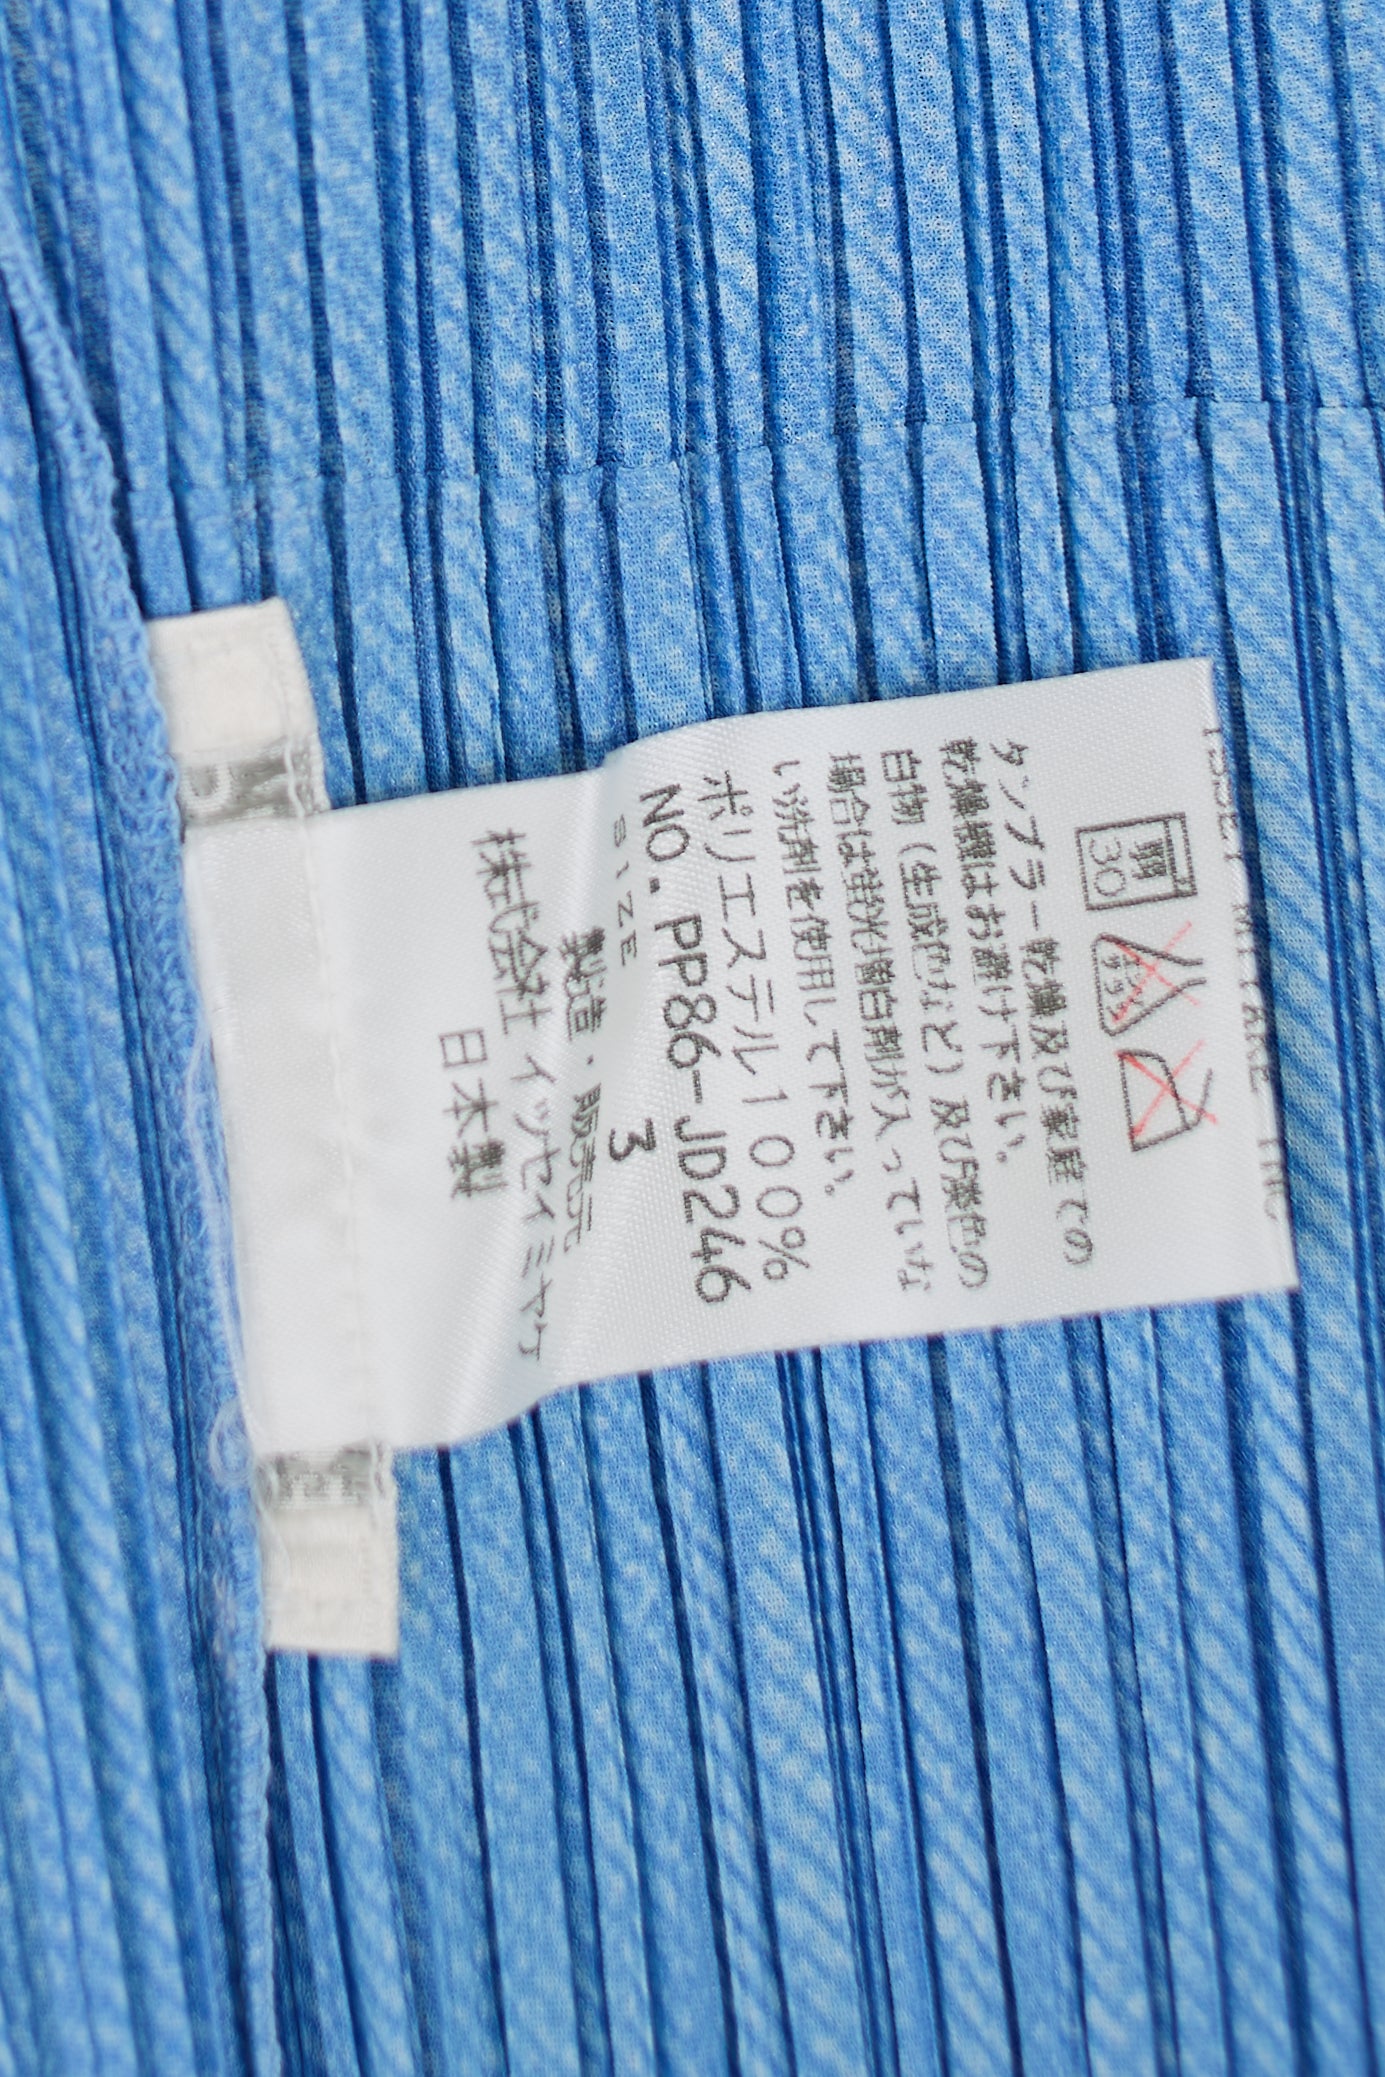 ISSEY MIYAKE INC.
30
タンブラー乾燥及び家庭での
乾燥機はお避け下さい。
白物(生成色など)及び淡色の
場合は蛍光増白剤が入っていな
い洗剤を使用して下さい。
ポリエステル100%
NO.PP86-JD246
SIZE 3
製造・販売元
株式会社 イッセイミヤケ
日本製